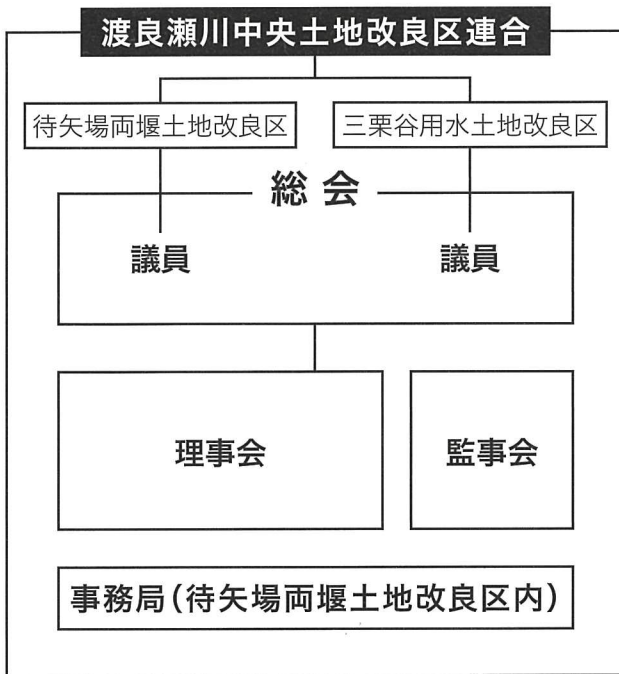 渡良瀬川中央土地改良区連合
待矢場両堰土地改良区
三栗谷用水土地改良区
総会
議員
議員
理事会
監事会
事務局(待矢場両堰土地改良区内)